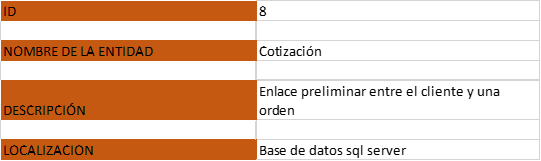 ID 8
NOMBRE DE LA ENTIDAD Cotización
Enlace preliminar entre el cliente y una
DESCRIPCIÓN orden
LOCALIZACION Base de datos sql server